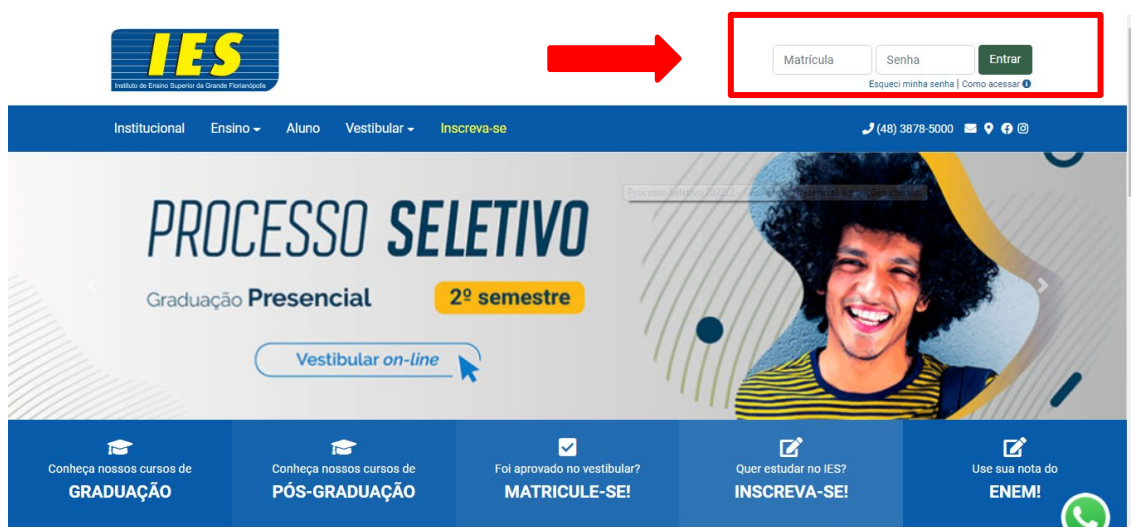 IES
Instituto de Ensino Superior da Grande Florianópolis
Matrícula Senha Entrar
Esqueci minha senha | Como acessar
Institucional Ensino Aluno Vestibular Inscreva-se (48) 3878-5000
PROCESSO SELETIVO
Graduação Presencial 2º semestre
Vestibular on-line
Conheça nossos cursos de
GRADUAÇÃO
Conheça nossos cursos de
PÓS-GRADUAÇÃO
Foi aprovado no vestibular?
MATRICULE-SE!
Quer estudar no IES?
INSCREVA-SE!
Use sua nota do
ENEM!